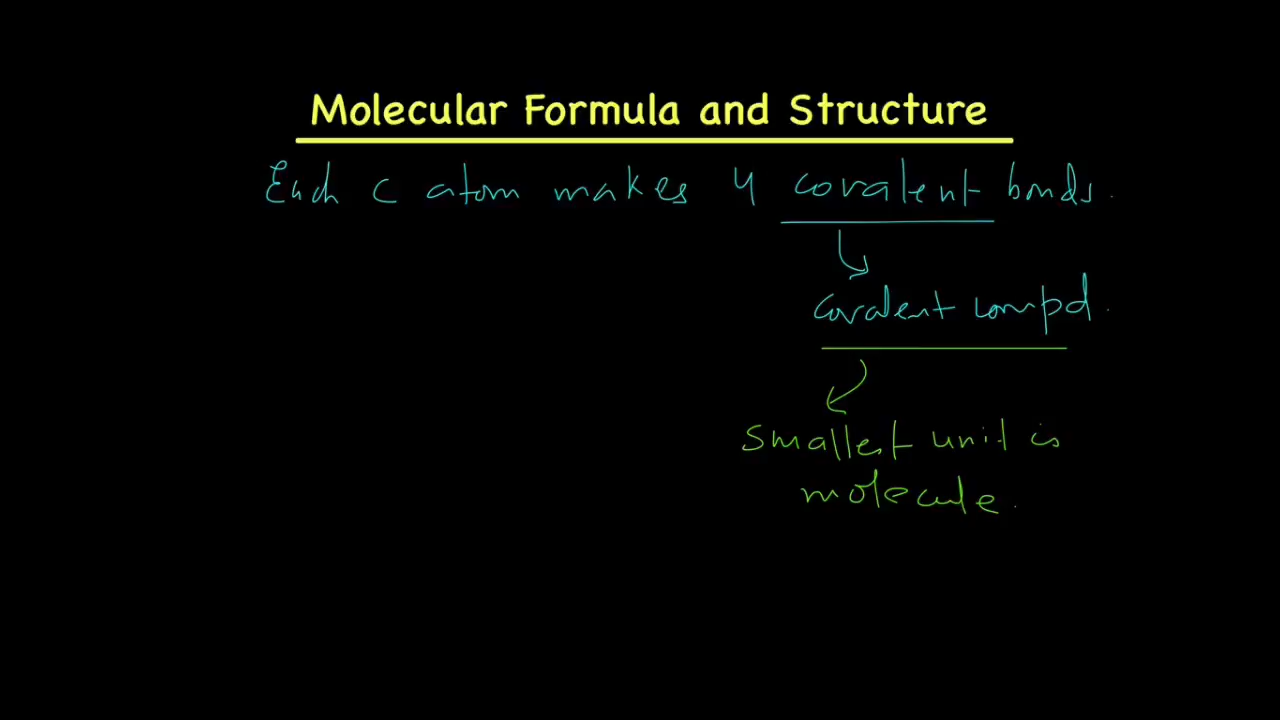 Molecular Formula and Structure
Each C atom makes 4 covalent bonds.
covalent compd.
smallest unit is
molecule.